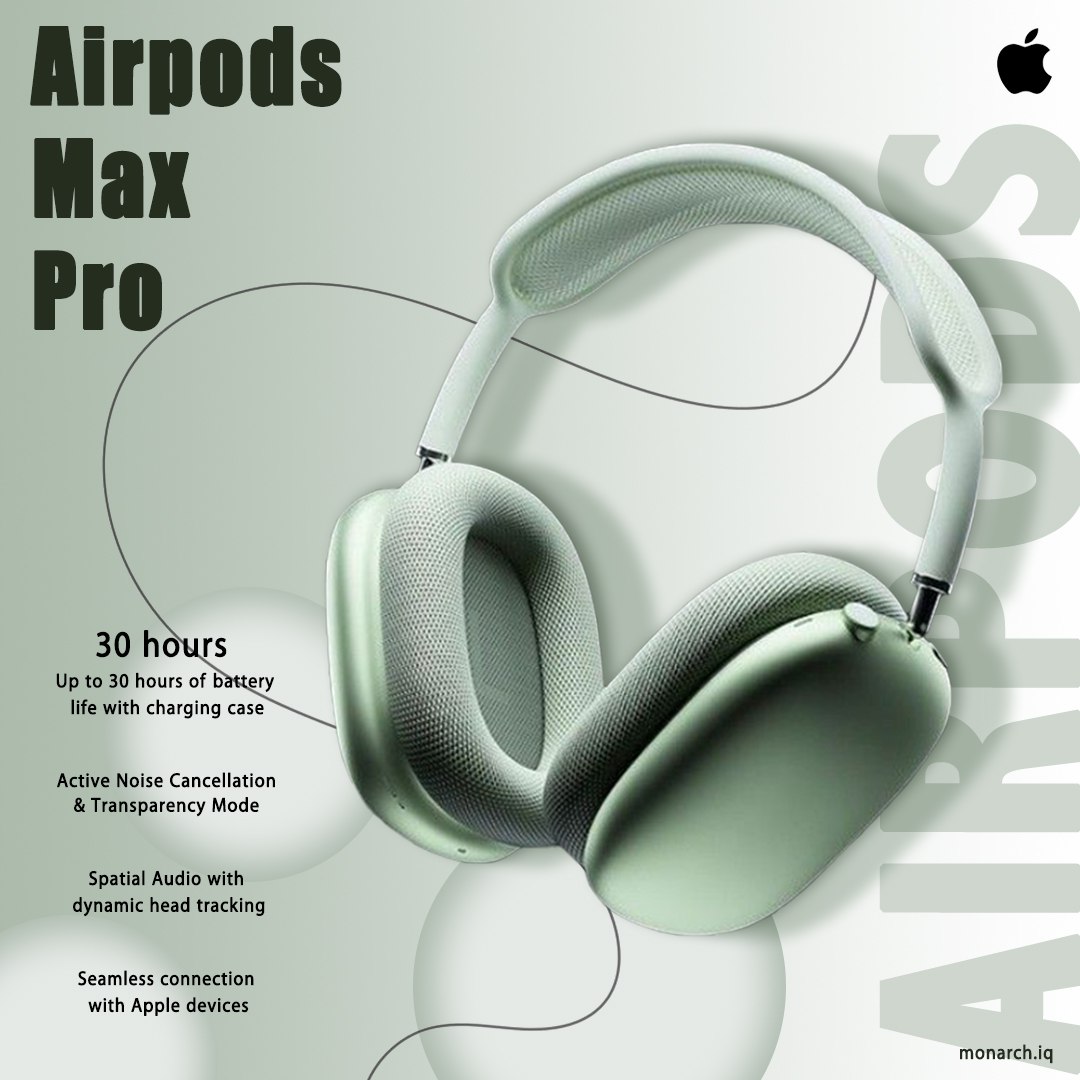 Airpods
Max
Pro
AIRPODS
30 hours
Up to 30 hours of battery
life with charging case
Active Noise Cancellation
& Transparency Mode
Spatial Audio with
dynamic head tracking
Seamless connection
with Apple devices
monarch.iq